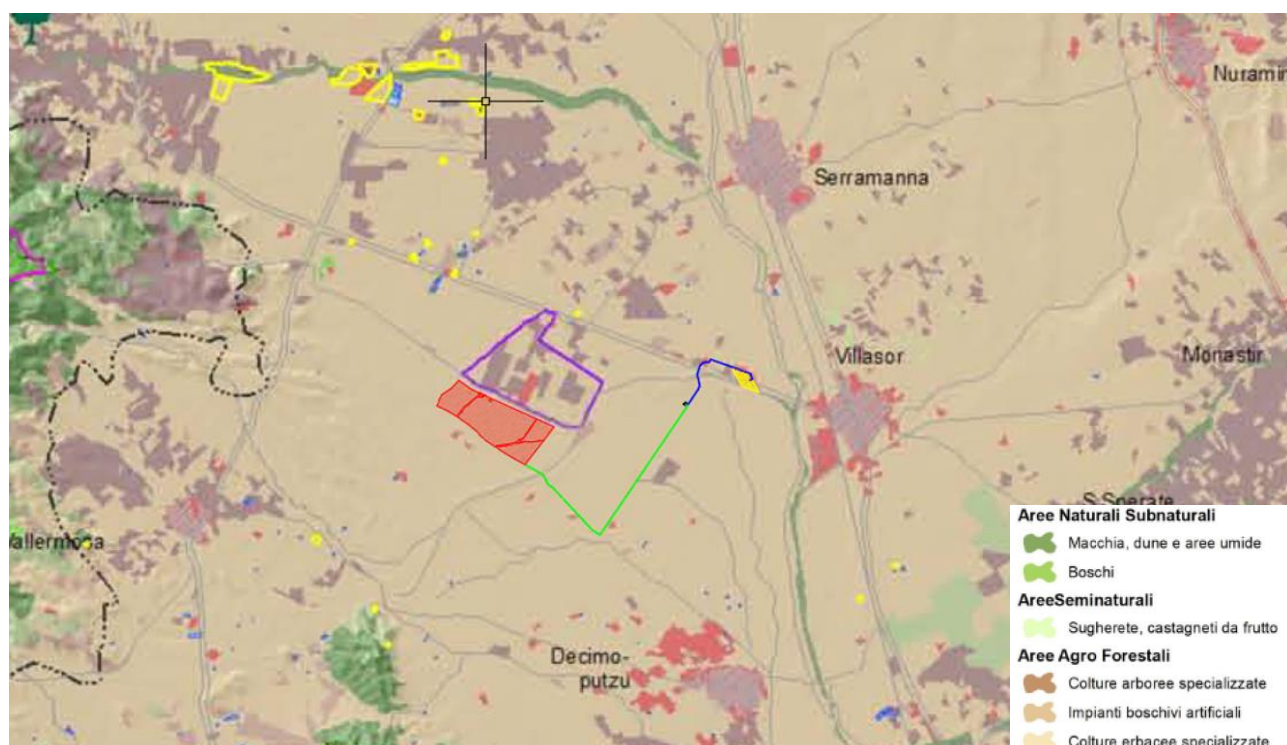 Nuramin
Serramanna
Villasor
Monastir
S.Sperate
Vallermosa
Decimo-
putzu
Aree Naturali Subnaturali
Macchia, dune e aree umide
Boschi
AreeSeminaturali
Sugherete, castagneti da frutto
Aree Agro Forestali
Colture arboree specializzate
Impianti boschivi artificiali
Colture erbacee specializzate